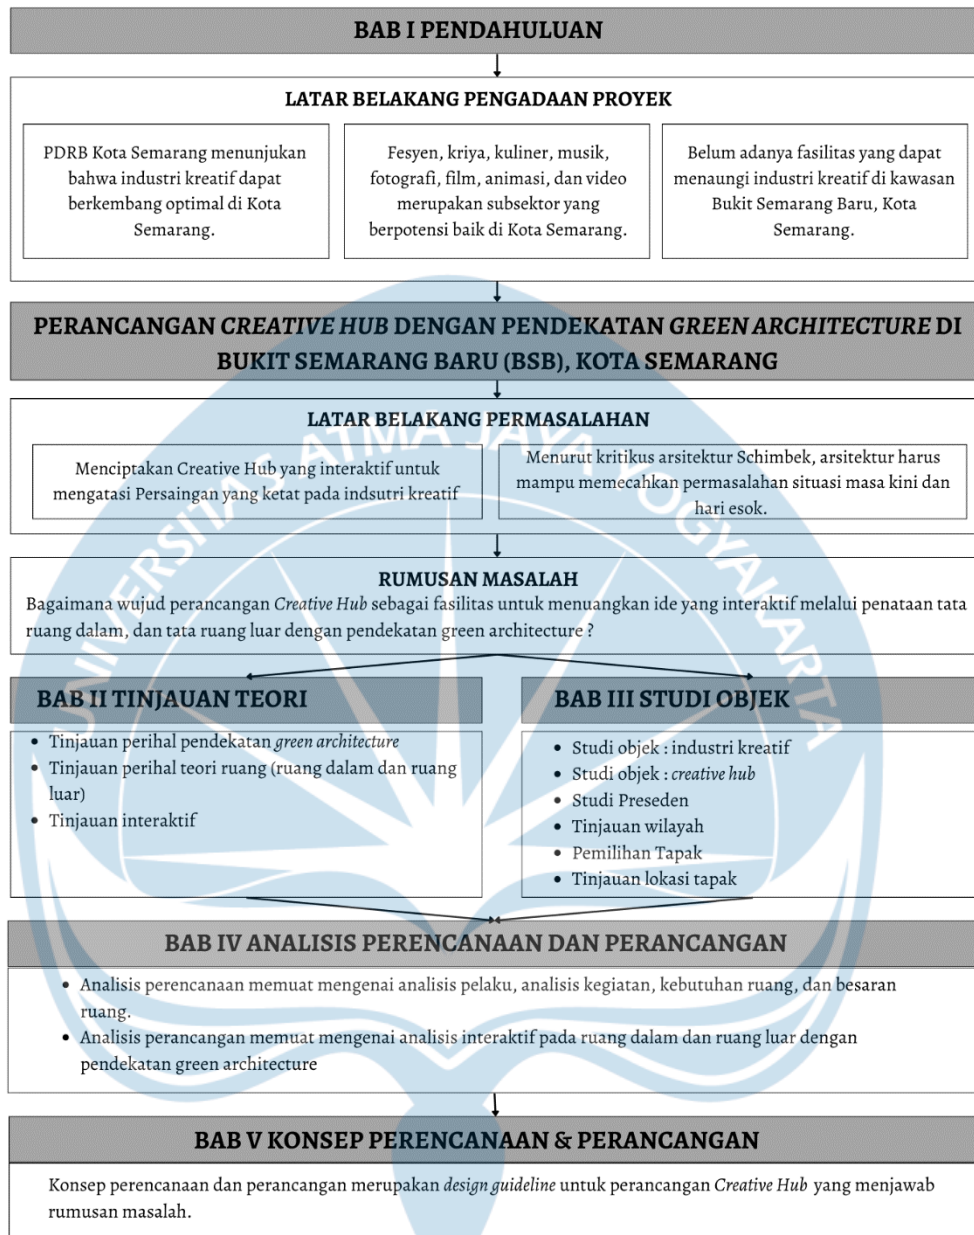 BAB I PENDAHULUAN
LATAR BELAKANG PENGADAAN PROYEK
PDRB Kota Semarang menunjukan
bahwa industri kreatif dapat
berkembang optimal di Kota
Semarang.
Fesyen, kriya, kuliner, musik,
fotografi, film, animasi, dan video
merupakan subsektor yang
berpotensi baik di Kota Semarang.
Belum adanya fasilitas yang dapat
menaungi industri kreatif di kawasan
Bukit Semarang Baru, Kota
Semarang.
PERANCANGAN CREATIVE HUB DENGAN PENDEKATAN GREEN ARCHITECTURE DI
BUKIT SEMARANG BARU (BSB), KOTA SEMARANG
LATAR BELAKANG PERMASALAHAN
Menciptakan Creative Hub yang interaktif untuk
mengatasi Persaingan yang ketat pada indsutri kreatif
Menurut kritikus arsitektur Schimbek, arsitektur harus
mampu memecahkan permasalahan situasi masa kini dan
hari esok.
RUMUSAN MASALAH
Bagaimana wujud perancangan Creative Hub sebagai fasilitas untuk menuangkan ide yang interaktif melalui penataan tata
ruang dalam, dan tata ruang luar dengan pendekatan green architecture ?
BAB II TINJAUAN TEORI
• Tinjauan perihal pendekatan green architecture
• Tinjauan perihal teori ruang (ruang dalam dan ruang
luar)
• Tinjauan interaktif
BAB III STUDI OBJEK
• Studi objek : industri kreatif
• Studi objek : creative hub
• Studi Preseden
• Tinjauan wilayah
• Pemilihan Tapak
• Tinjauan lokasi tapak
BAB IV ANALISIS PERENCANAAN DAN PERANCANGAN
• Analisis perencanaan memuat mengenai analisis pelaku, analisis kegiatan, kebutuhan ruang, dan besaran
ruang.
• Analisis perancangan memuat mengenai analisis interaktif pada ruang dalam dan ruang luar dengan
pendekatan green architecture
BAB V KONSEP PERENCANAAN & PERANCANGAN
Konsep perencanaan dan perancangan merupakan design guideline untuk perancangan Creative Hub yang menjawab
rumusan masalah.
UNIVERSITAS ATMA JAYA YOGYAKARTA